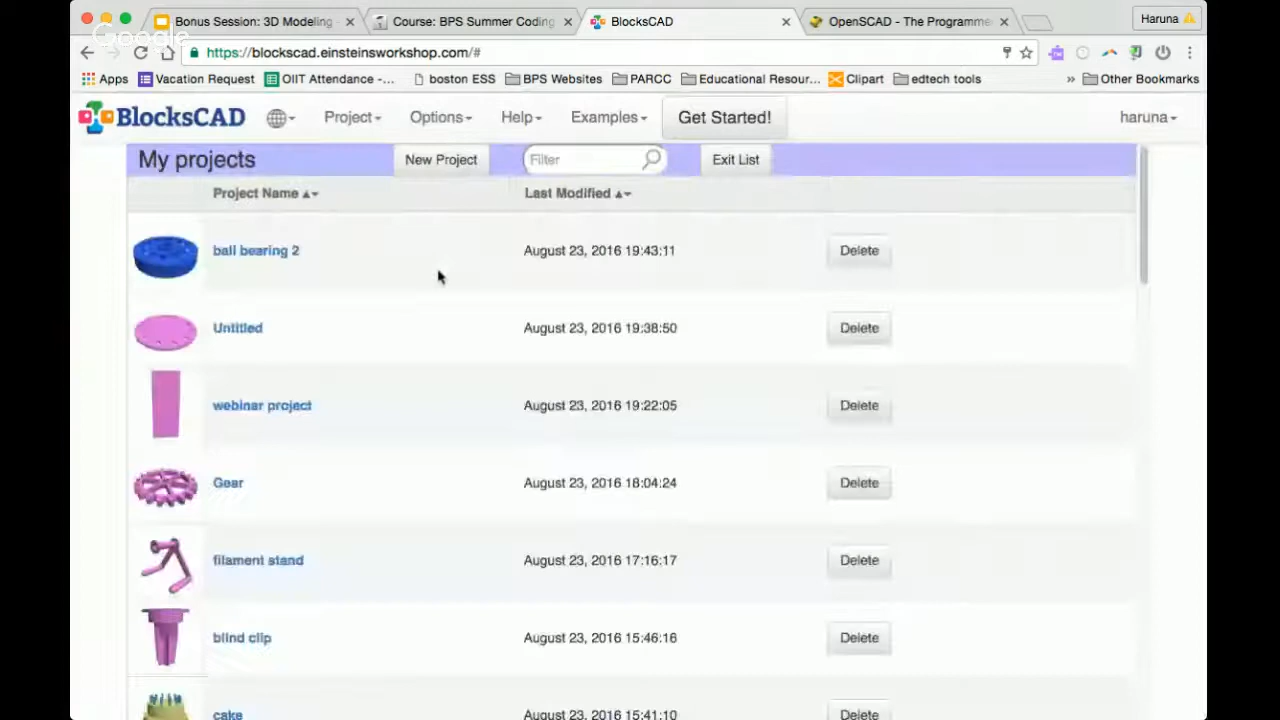 Bonus Session: 3D Modeling
Course: BPS Summer Coding
BlocksCAD
OpenSCAD - The Programme
Haruna
Google
https://blockscad.einsteinsworkshop.com/#
Apps
Vacation Request
OIIT Attendance -...
boston ESS
BPS Websites
PARCC
Educational Resour...
Clipart
edtech tools
»
Other Bookmarks
BlocksCAD
Project
Options
Help
Examples
Get Started!
haruna
My projects
New Project
Filter
Exit List
Project Name
Last Modified
ball bearing 2
August 23, 2016 19:43:11
Delete
Untitled
August 23, 2016 19:38:50
Delete
webinar project
August 23, 2016 19:22:05
Delete
Gear
August 23, 2016 18:04:24
Delete
filament stand
August 23, 2016 17:16:17
Delete
blind clip
August 23, 2016 15:46:16
Delete
cake
August 23, 2016 15:41:10
Delete